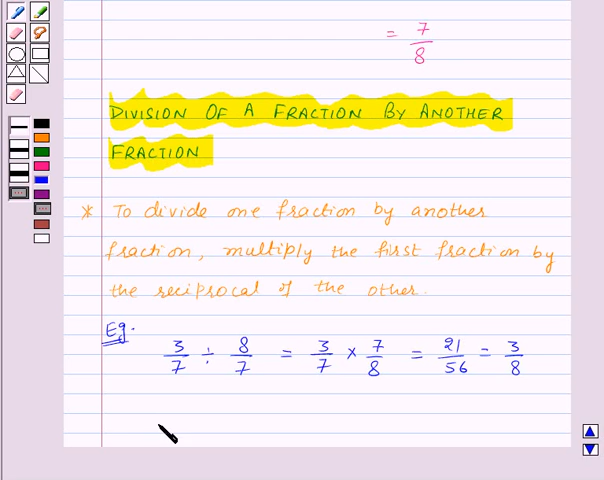 = 7/8
DIVISION OF A FRACTION BY ANOTHER
FRACTION
* To divide one fraction by another
fraction, multiply the first fraction by
the reciprocal of the other.
Eg.
3/7 ÷ 8/7 = 3/7 × 7/8 = 21/56 = 3/8